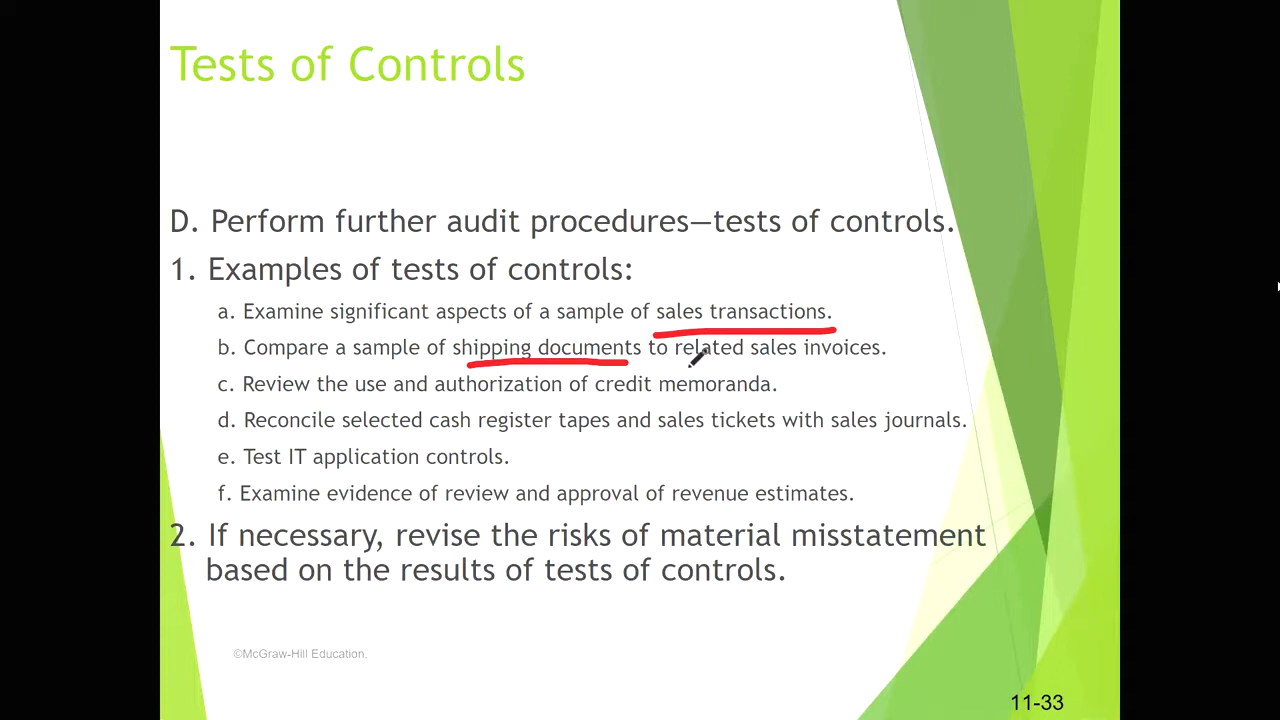 Tests of Controls
D. Perform further audit procedures—tests of controls.
1. Examples of tests of controls:
a. Examine significant aspects of a sample of sales transactions.
b. Compare a sample of shipping documents to related sales invoices.
c. Review the use and authorization of credit memoranda.
d. Reconcile selected cash register tapes and sales tickets with sales journals.
e. Test IT application controls.
f. Examine evidence of review and approval of revenue estimates.
2. If necessary, revise the risks of material misstatement
based on the results of tests of controls.
©McGraw-Hill Education.
11-33